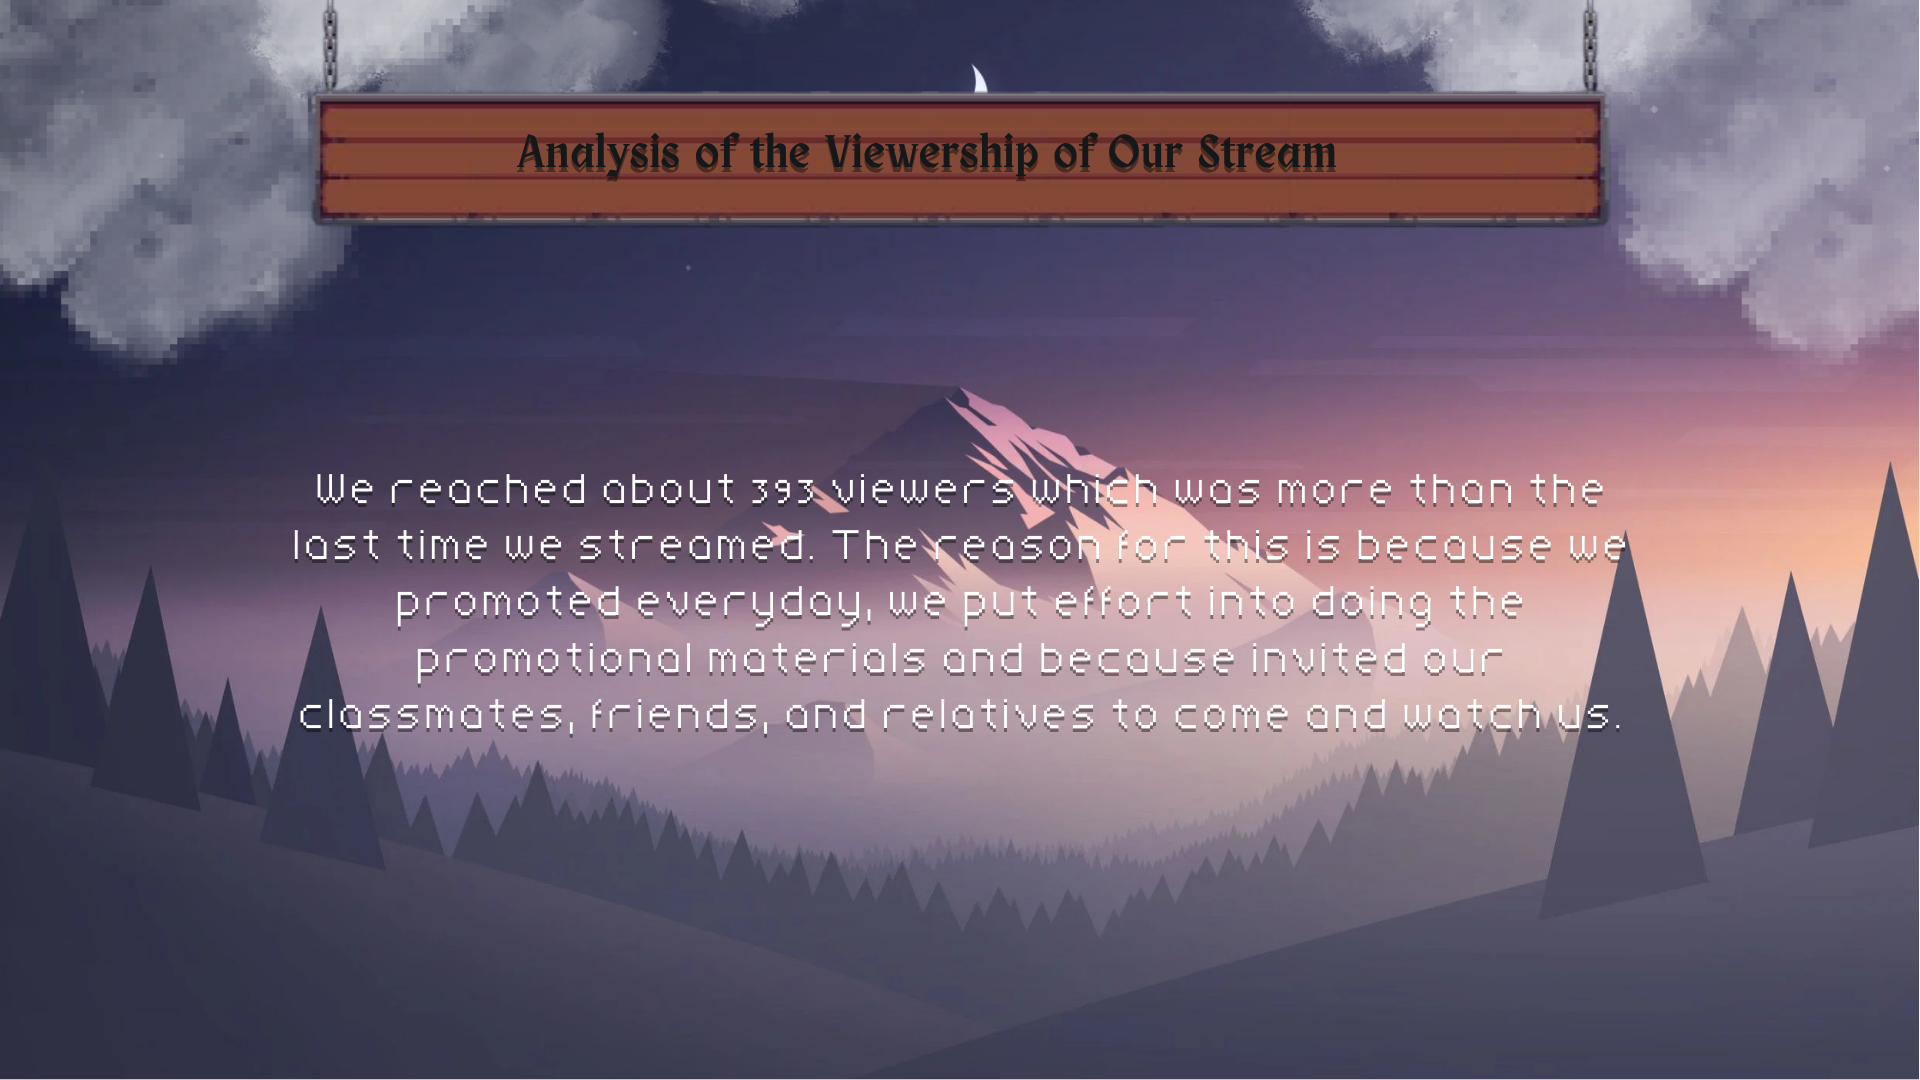 Analysis of the Viewership of Our Stream
We reached about 393 viewers which was more than the
last time we streamed. The reason for this is because we
promoted everyday, we put effort into doing the
promotional materials and because invited our
classmates, friends, and relatives to come and watch us.